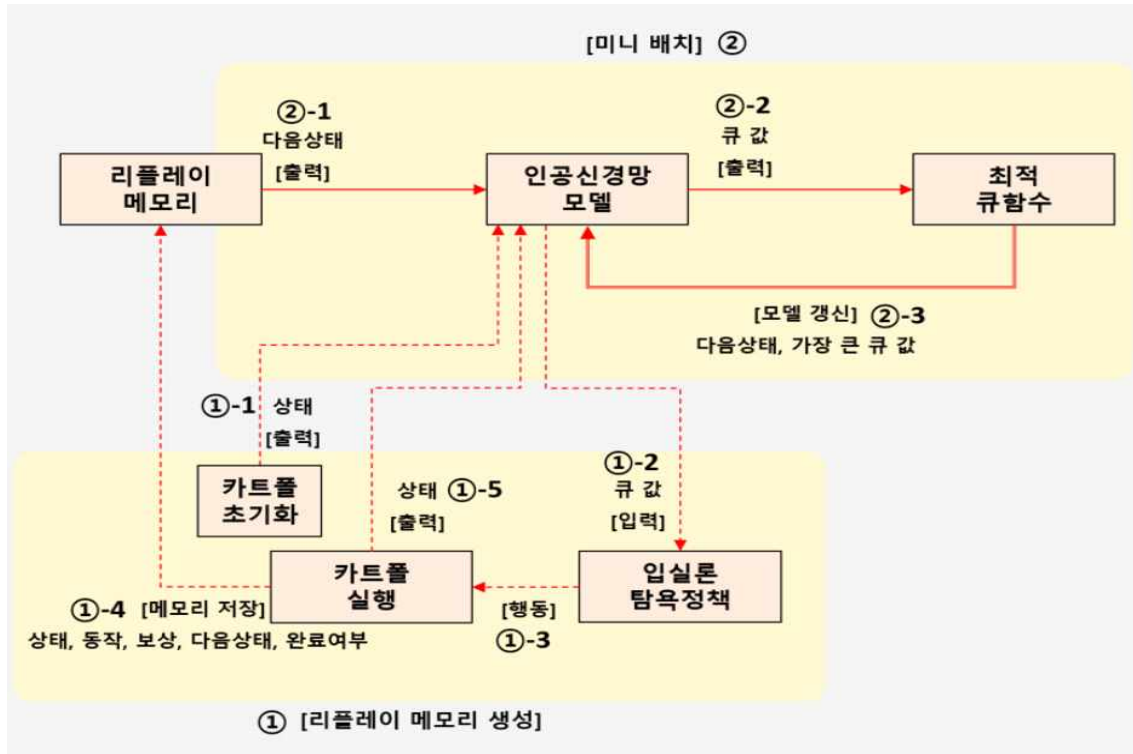 [미니 배치] ②
②-1
다음상태
[출력]
②-2
큐 값
[출력]
리플레이
메모리
인공신경망
모델
최적
큐함수
[모델 갱신] ②-3
다음상태, 가장 큰 큐 값
①-1 상태
[출력]
카트폴
초기화
상태 ①-5
[출력]
①-2
큐 값
[입력]
카트폴
실행
입실론
탐욕정책
①-4 [메모리 저장]
상태, 동작, 보상, 다음상태, 완료여부
[행동]
①-3
① [리플레이 메모리 생성]